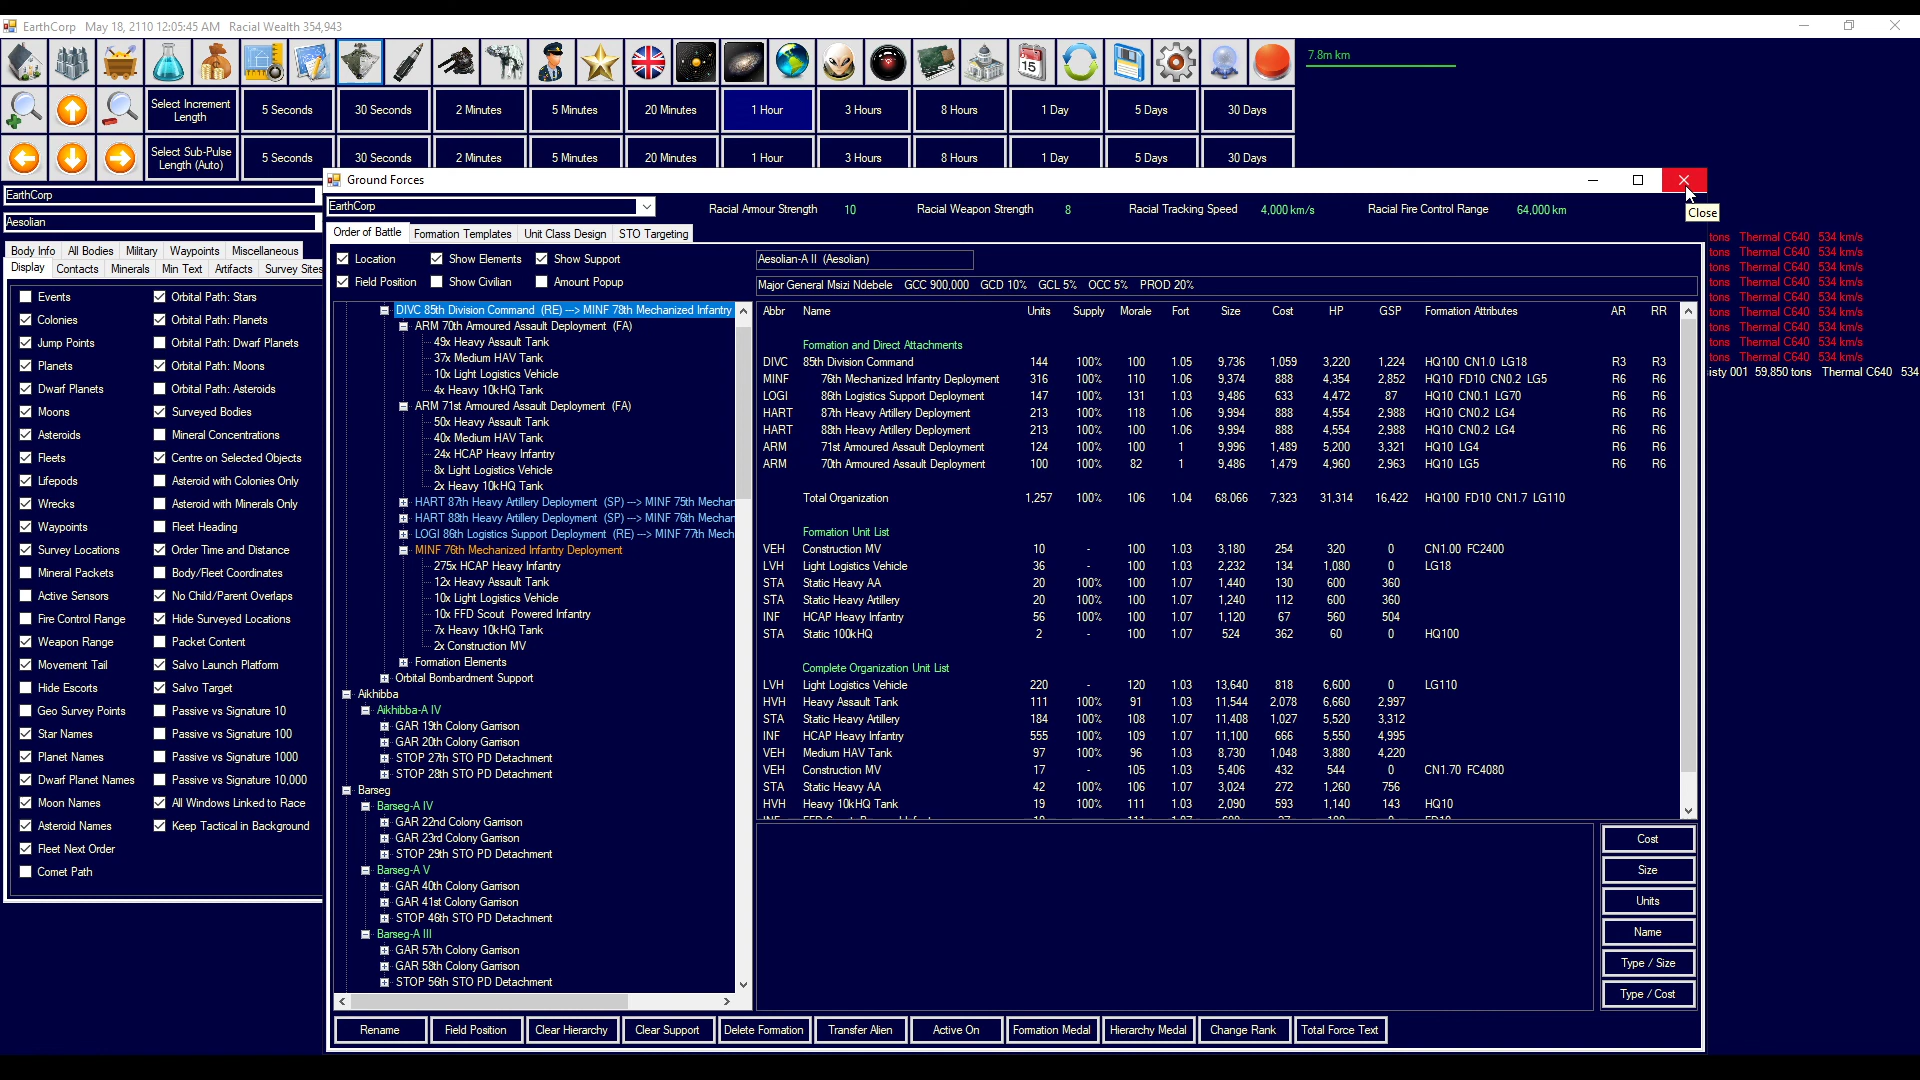 EarthCorp May 18, 2110 12:05:45 AM Racial Wealth 354,943
15
7.8m km
Select Increment Length 5 Seconds 30 Seconds 2 Minutes 5 Minutes 20 Minutes 1 Hour 3 Hours 8 Hours 1 Day 5 Days 30 Days
Select Sub-Pulse Length (Auto) 5 Seconds 30 Seconds 2 Minutes 5 Minutes 20 Minutes 1 Hour 3 Hours 8 Hours 1 Day 5 Days 30 Days
EarthCorp
Aesolian
Body Info All Bodies Military Waypoints Miscellaneous
Display Contacts Minerals Min Text Artifacts Survey Sites
Events Orbital Path: Stars
Colonies Orbital Path: Planets
Jump Points Orbital Path: Dwarf Planets
Planets Orbital Path: Moons
Dwarf Planets Orbital Path: Asteroids
Moons Surveyed Bodies
Asteroids Mineral Concentrations
Fleets Centre on Selected Objects
Lifepods Asteroid with Colonies Only
Wrecks Asteroid with Minerals Only
Waypoints Fleet Heading
Survey Locations Order Time and Distance
Mineral Packets Body/Fleet Coordinates
Active Sensors No Child/Parent Overlaps
Fire Control Range Hide Surveyed Locations
Weapon Range Packet Content
Movement Tail Salvo Launch Platform
Hide Escorts Salvo Target
Geo Survey Points Passive vs Signature 10
Star Names Passive vs Signature 100
Planet Names Passive vs Signature 1000
Dwarf Planet Names Passive vs Signature 10,000
Moon Names All Windows Linked to Race
Asteroid Names Keep Tactical in Background
Fleet Next Order
Comet Path
Ground Forces
Close
EarthCorp Racial Armour Strength 10 Racial Weapon Strength 8 Racial Tracking Speed 4,000 km/s Racial Fire Control Range 64,000 km
Order of Battle Formation Templates Unit Class Design STO Targeting
Location Show Elements Show Support
Field Position Show Civilian Amount Popup
DIVC 85th Division Command (RE) --> MINF 78th Mechanized Infantry
ARM 70th Armoured Assault Deployment (FA)
49x Heavy Assault Tank
37x Medium HAV Tank
10x Light Logistics Vehicle
4x Heavy 10kHQ Tank
ARM 71st Armoured Assault Deployment (FA)
50x Heavy Assault Tank
40x Medium HAV Tank
24x HCAP Heavy Infantry
8x Light Logistics Vehicle
2x Heavy 10kHQ Tank
HART 87th Heavy Artillery Deployment (SP) --> MINF 75th Mechan
HART 88th Heavy Artillery Deployment (SP) --> MINF 76th Mechar
LOGI 86th Logistics Support Deployment (RE) --> MINF 77th Mech
MINF 76th Mechanized Infantry Deployment
275x HCAP Heavy Infantry
12x Heavy Assault Tank
10x Light Logistics Vehicle
10x FFD Scout Powered Infantry
7x Heavy 10kHQ Tank
2x Construction MV
Formation Elements
Orbital Bombardment Support
Aikhibba
Aikhibba-A IV
GAR 19th Colony Garrison
GAR 20th Colony Garrison
STOP 27th STO PD Detachment
STOP 28th STO PD Detachment
Barseg
Barseg-A IV
GAR 22nd Colony Garrison
GAR 23rd Colony Garrison
STOP 29th STO PD Detachment
Barseg-A V
GAR 40th Colony Garrison
GAR 41st Colony Garrison
STOP 46th STO PD Detachment
Barseg-A III
GAR 57th Colony Garrison
GAR 58th Colony Garrison
STOP 56th STO PD Detachment
Aesolian-A II (Aesolian)
Major General Msizi Ndebele GCC 900,000 GCD 10% GCL 5% OCC 5% PROD 20%
Abbr Name Units Supply Morale Fort Size Cost HP GSP Formation Attributes AR RR
Formation and Direct Attachments
DIVC 85th Division Command 144 100% 100 1.05 9,736 1,059 3,220 1,224 HQ100 CN1.0 LG18 R3 R3
MINF 76th Mechanized Infantry Deployment 316 100% 110 1.06 9,374 888 4,354 2,852 HQ10 FD10 CN0.2 LG5 R6 R6
LOGI 86th Logistics Support Deployment 147 100% 131 1.03 9,486 633 4,472 87 HQ10 CN0.1 LG70 R6 R6
HART 87th Heavy Artillery Deployment 213 100% 118 1.06 9,994 888 4,554 2,988 HQ10 CN0.2 LG4 R6 R6
HART 88th Heavy Artillery Deployment 213 100% 100 1.06 9,994 888 4,554 2,988 HQ10 CN0.2 LG4 R6 R6
ARM 71st Armoured Assault Deployment 124 100% 100 1 9,996 1,489 5,200 3,321 HQ10 LG4 R6 R6
ARM 70th Armoured Assault Deployment 100 100% 82 1 9,486 1,479 4,960 2,963 HQ10 LG5 R6 R6
Total Organization 1,257 100% 106 1.04 68,066 7,323 31,314 16,422 HQ100 FD10 CN1.7 LG110
Formation Unit List
VEH Construction MV 10 - 100 1.03 3,180 254 320 0 CN1.00 FC2400
LVH Light Logistics Vehicle 36 - 100 1.03 2,232 134 1,080 0 LG18
STA Static Heavy AA 20 100% 100 1.07 1,440 130 600 360
STA Static Heavy Artillery 20 100% 100 1.07 1,240 112 600 360
INF HCAP Heavy Infantry 56 100% 100 1.07 1,120 67 560 504
STA Static 100kHQ 2 - 100 1.07 524 362 60 0 HQ100
Complete Organization Unit List
LVH Light Logistics Vehicle 220 - 120 1.03 13,640 818 6,600 0 LG110
HVH Heavy Assault Tank 111 100% 91 1.03 11,544 2,078 6,660 2,997
STA Static Heavy Artillery 184 100% 108 1.07 11,408 1,027 5,520 3,312
INF HCAP Heavy Infantry 555 100% 109 1.07 11,100 666 5,550 4,995
VEH Medium HAV Tank 97 100% 96 1.03 8,730 1,048 3,880 4,220
VEH Construction MV 17 - 105 1.03 5,406 432 544 0 CN1.70 FC4080
STA Static Heavy AA 42 100% 106 1.07 3,024 272 1,260 756
HVH Heavy 10kHQ Tank 19 100% 111 1.03 2,090 593 1,140 143 HQ10
Cost
Size
Units
Name
Type / Size
Type / Cost
Rename Field Position Clear Hierarchy Clear Support Delete Formation Transfer Alien Active On Formation Medal Hierarchy Medal Change Rank Total Force Text
tons Thermal C640 534 km/s
tons Thermal C640 534 km/s
tons Thermal C640 534 km/s
tons Thermal C640 534 km/s
tons Thermal C640 534 km/s
tons Thermal C640 534 km/s
tons Thermal C640 534 km/s
tons Thermal C640 534 km/s
tons Thermal C640 534 km/s
isty 001 59,850 tons Thermal C640 534